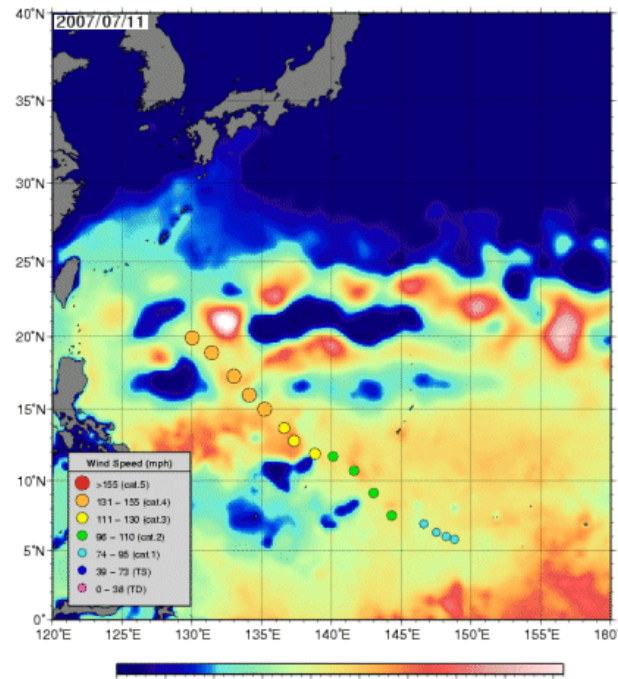 2007/07/11
40°N
35°N
30°N
25°N
20°N
15°N
10°N
5°N
0°
Wind Speed (mph)
>155 (cat.5)
131 – 155 (cat.4)
111 – 130 (cat.3)
96 – 110 (cat.2)
74 – 95 (cat.1)
39 – 73 (TS)
0 – 38 (TD)
120°E 125°E 130°E 135°E 140°E 145°E 150°E 155°E 160°